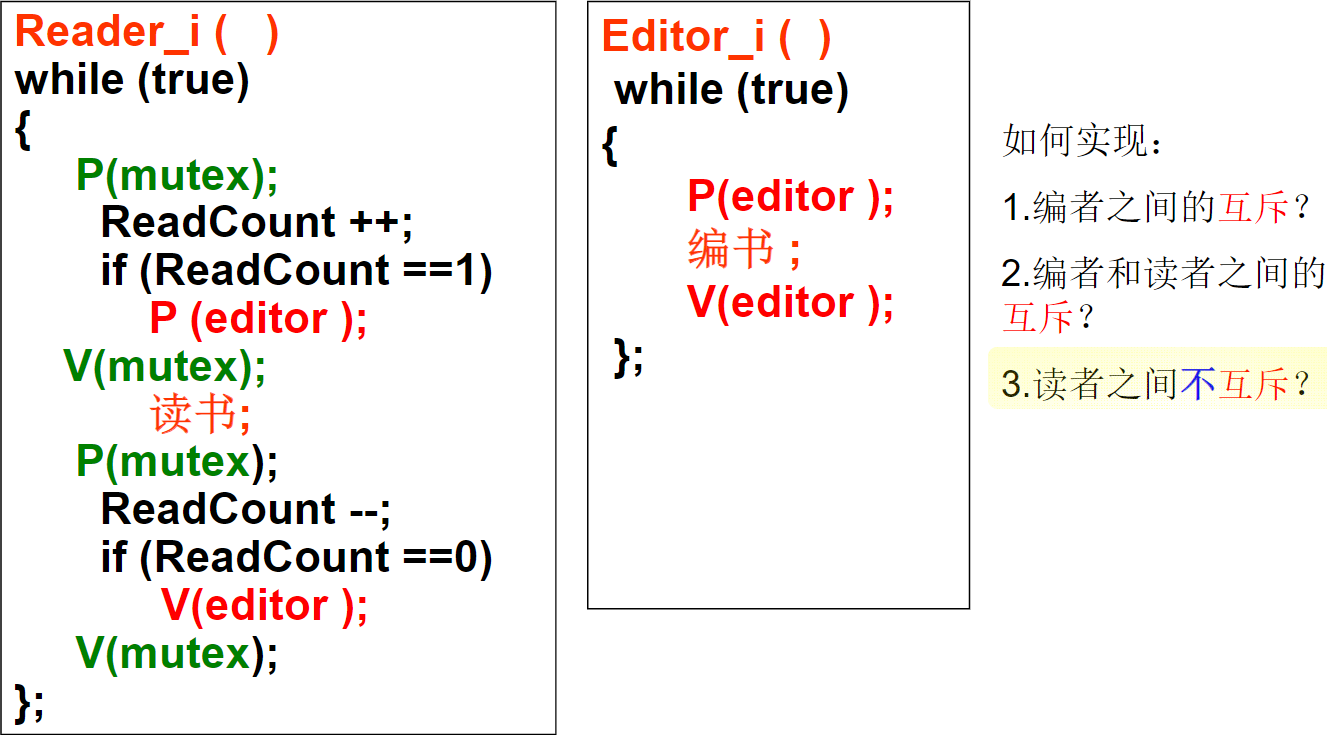 Reader_i (   )
while (true)
{
P(mutex);
ReadCount ++;
if (ReadCount ==1)
P (editor );
V(mutex);
读书;
P(mutex);
ReadCount --;
if (ReadCount ==0)
V(editor );
V(mutex);
};
Editor_i (  )
while (true)
{
P(editor );
编书 ;
V(editor );
};
如何实现：
1.编者之间的互斥？
2.编者和读者之间的
互斥？
3.读者之间不互斥？